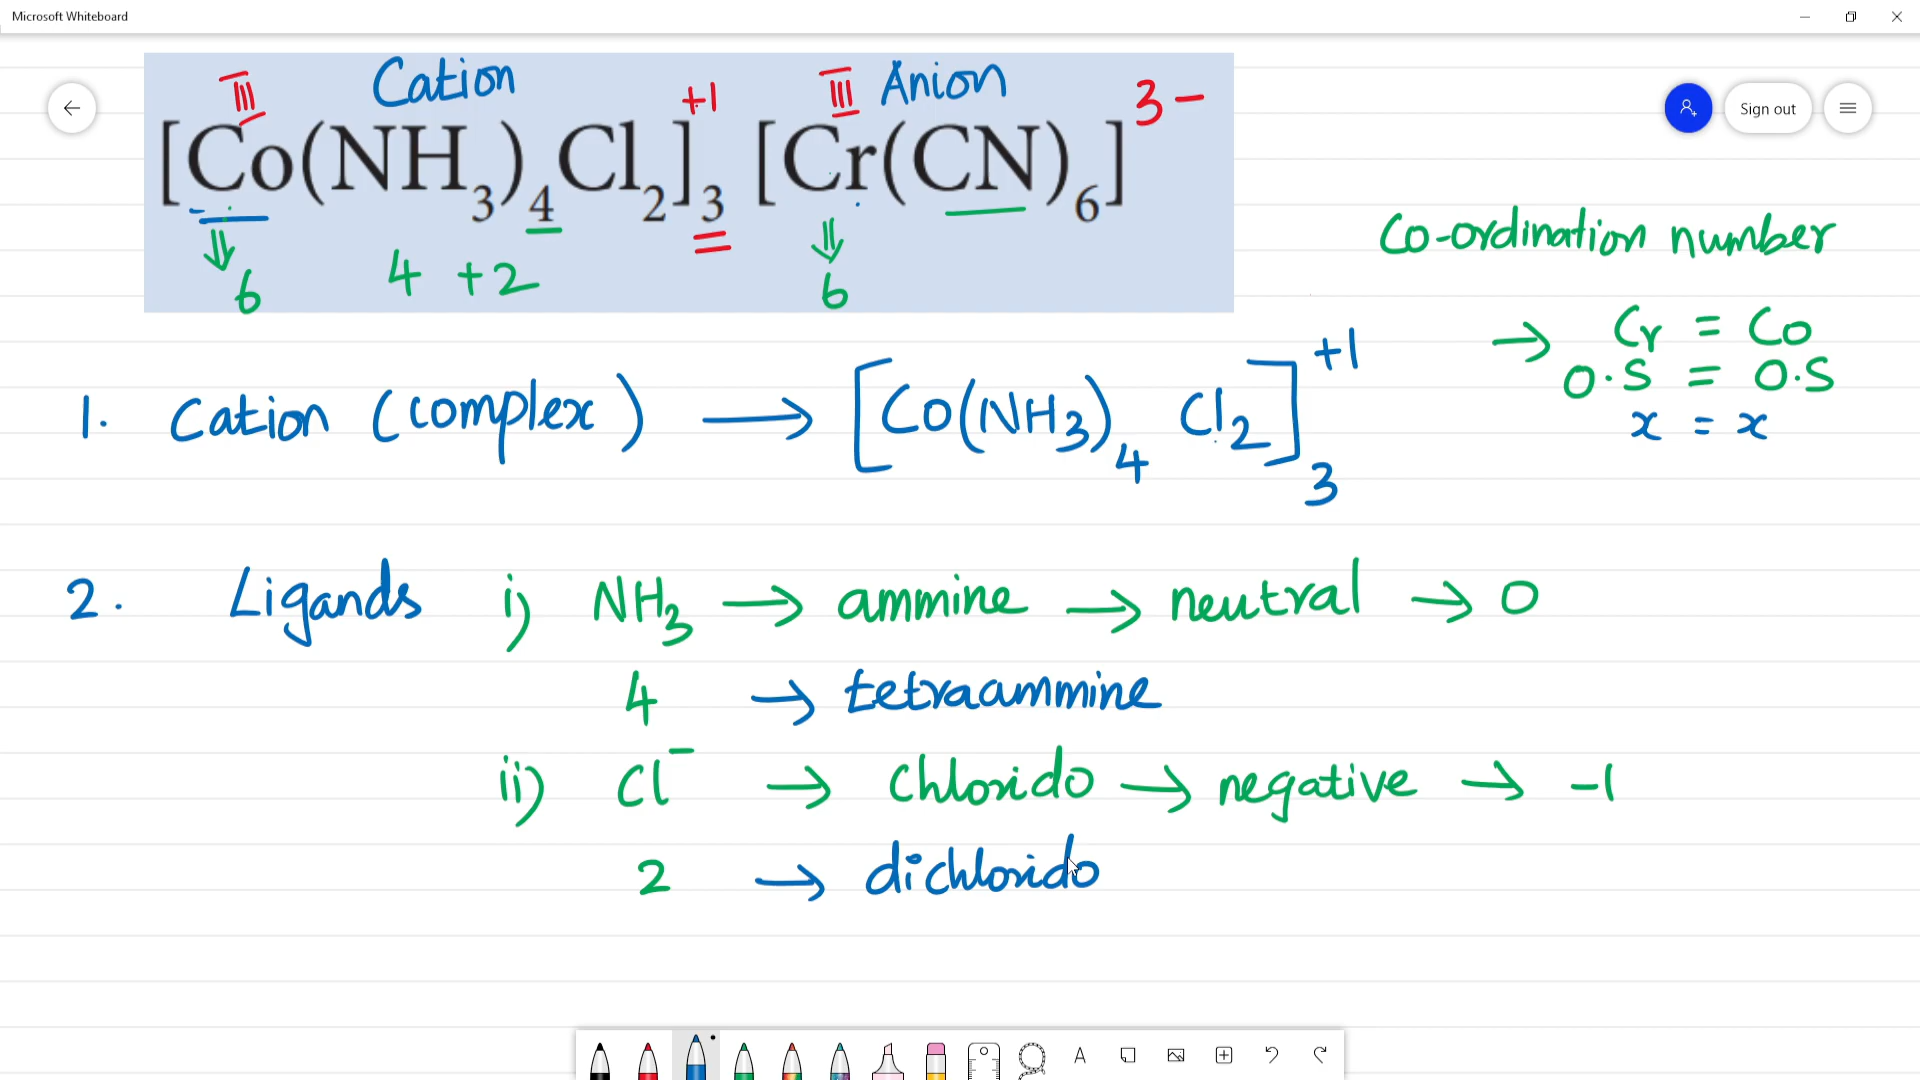 Microsoft Whiteboard
III Cation +1 III Anion 3-
[Co(NH3)4Cl2]3 [Cr(CN)6]
⇓ 6 4 + 2 ⇓ 6
Sign out
Co-ordination number
→ Cr = Co
O.S = O.S
x = x
1. Cation (complex) → [Co(NH3)4 Cl2]3 +1
2. Ligands i) NH3 → ammine → neutral → 0
4 → tetraammine
ii) Cl⁻ → chlorido → negative → -1
2 → dichlorido
A